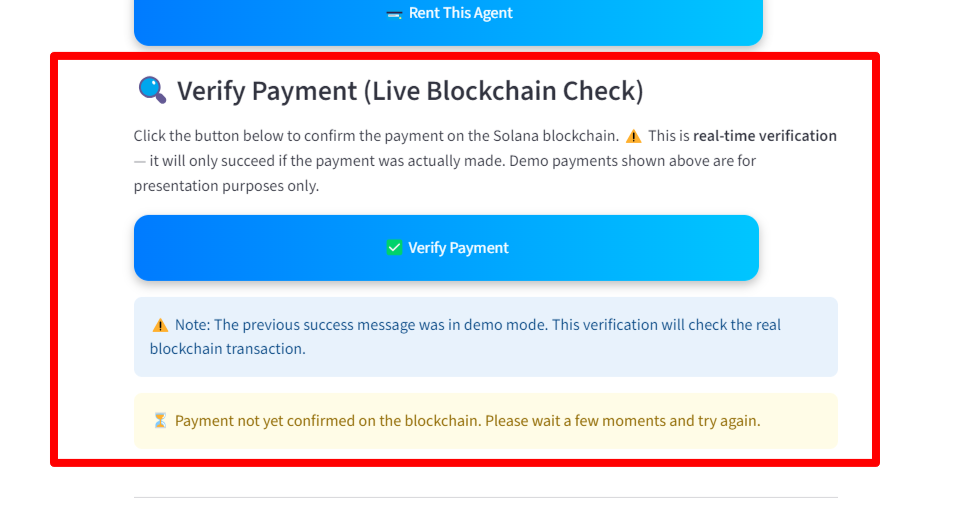 💳 Rent This Agent
🔍 Verify Payment (Live Blockchain Check)
Click the button below to confirm the payment on the Solana blockchain. ⚠️ This is real-time verification
— it will only succeed if the payment was actually made. Demo payments shown above are for
presentation purposes only.
✅ Verify Payment
⚠️ Note: The previous success message was in demo mode. This verification will check the real
blockchain transaction.
⏳ Payment not yet confirmed on the blockchain. Please wait a few moments and try again.